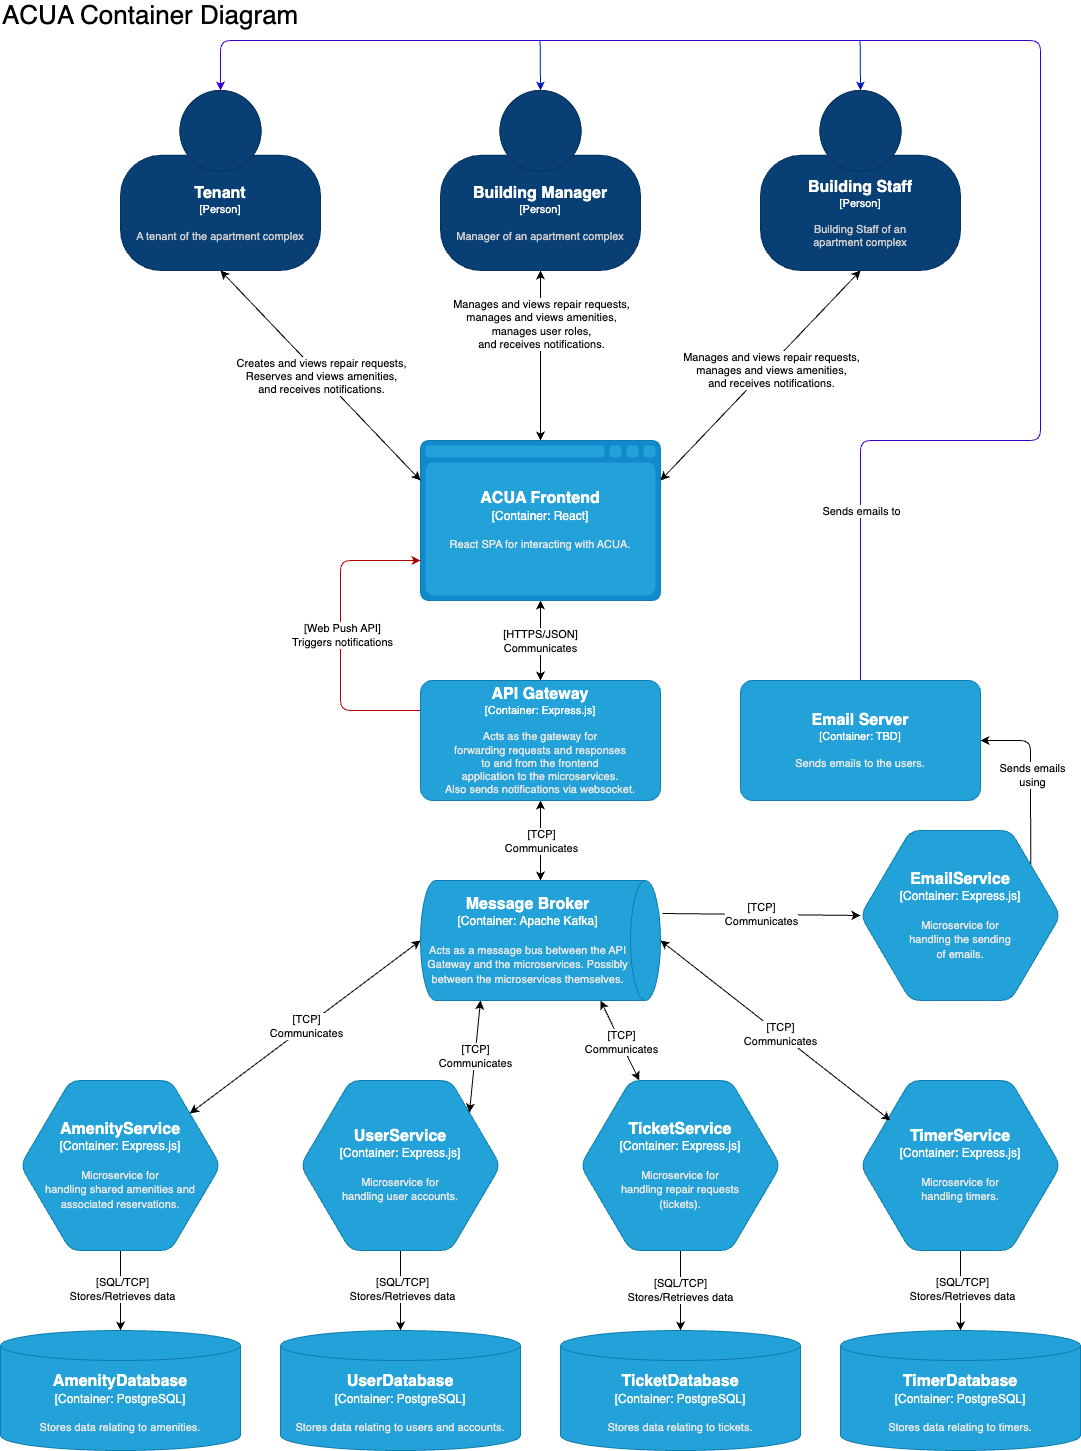 ACUA Container Diagram
Tenant
[Person]
A tenant of the apartment complex
Building Manager
[Person]
Manager of an apartment complex
Building Staff
[Person]
Building Staff of an
apartment complex
Manages and views repair requests,
manages and views amenities,
manages user roles,
and receives notifications.
Creates and views repair requests,
Reserves and views amenities,
and receives notifications.
Manages and views repair requests,
manages and views amenities,
and receives notifications.
ACUA Frontend
[Container: React]
React SPA for interacting with ACUA.
Sends emails to
[Web Push API]
Triggers notifications
[HTTPS/JSON]
Communicates
API Gateway
[Container: Express.js]
Acts as the gateway for
forwarding requests and responses
to and from the frontend
application to the microservices.
Also sends notifications via websocket.
Email Server
[Container: TBD]
Sends emails to the users.
Sends emails
using
[TCP]
Communicates
Message Broker
[Container: Apache Kafka]
Acts as a message bus between the API
Gateway and the microservices. Possibly
between the microservices themselves.
[TCP]
Communicates
EmailService
[Container: Express.js]
Microservice for
handling the sending
of emails.
[TCP]
Communicates
[TCP]
Communicates
[TCP]
Communicates
[TCP]
Communicates
AmenityService
[Container: Express.js]
Microservice for
handling shared amenities and
associated reservations.
UserService
[Container: Express.js]
Microservice for
handling user accounts.
TicketService
[Container: Express.js]
Microservice for
handling repair requests
(tickets).
TimerService
[Container: Express.js]
Microservice for
handling timers.
[SQL/TCP]
Stores/Retrieves data
[SQL/TCP]
Stores/Retrieves data
[SQL/TCP]
Stores/Retrieves data
[SQL/TCP]
Stores/Retrieves data
AmenityDatabase
[Container: PostgreSQL]
Stores data relating to amenities.
UserDatabase
[Container: PostgreSQL]
Stores data relating to users and accounts.
TicketDatabase
[Container: PostgreSQL]
Stores data relating to tickets.
TimerDatabase
[Container: PostgreSQL]
Stores data relating to timers.